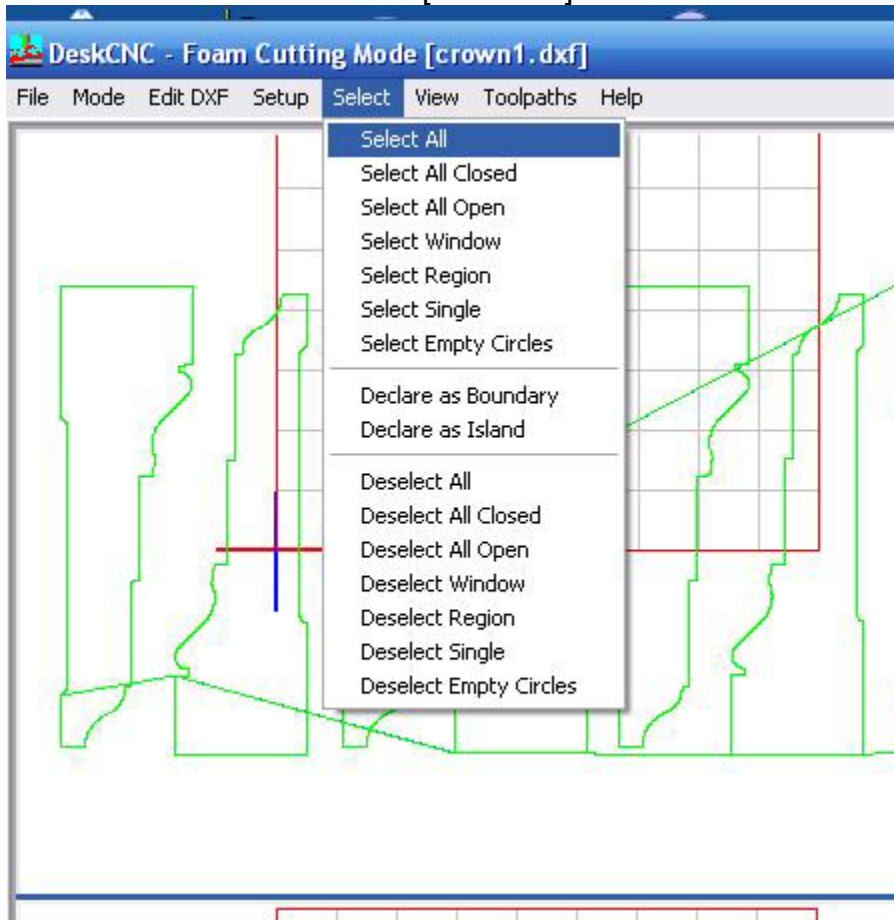 DeskCNC - Foam Cutting Mode [crown1.dxf]
File Mode Edit DXF Setup Select View Toolpaths Help
Select All
Select All Closed
Select All Open
Select Window
Select Region
Select Single
Select Empty Circles
Declare as Boundary
Declare as Island
Deselect All
Deselect All Closed
Deselect All Open
Deselect Window
Deselect Region
Deselect Single
Deselect Empty Circles